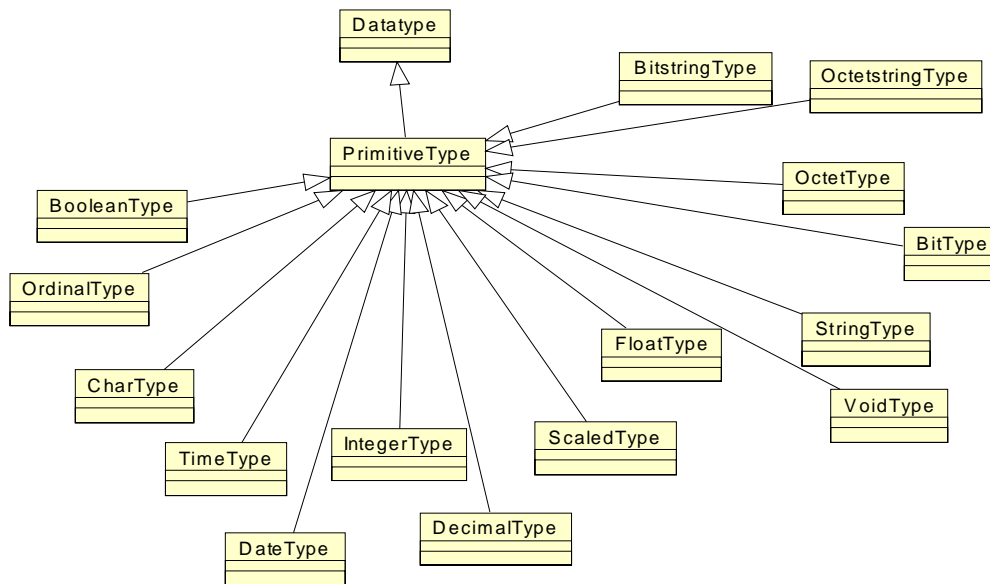 Datatype
BitstringType
OctetstringType
PrimitiveType
OctetType
BooleanType
BitType
OrdinalType
StringType
FloatType
CharType
VoidType
IntegerType
ScaledType
TimeType
DecimalType
DateType